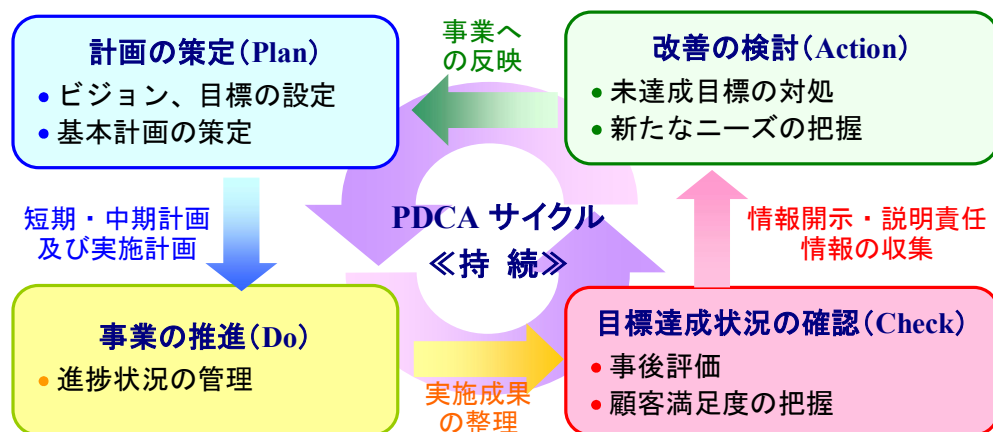 計画の策定(Plan)
• ビジョン、目標の設定
• 基本計画の策定
事業へ
の反映
改善の検討(Action)
• 未達成目標の対処
• 新たなニーズの把握
短期・中期計画
及び実施計画
PDCA サイクル
≪持 続≫
情報開示・説明責任
情報の収集
事業の推進(Do)
• 進捗状況の管理
実施成果
の整理
目標達成状況の確認(Check)
• 事後評価
• 顧客満足度の把握